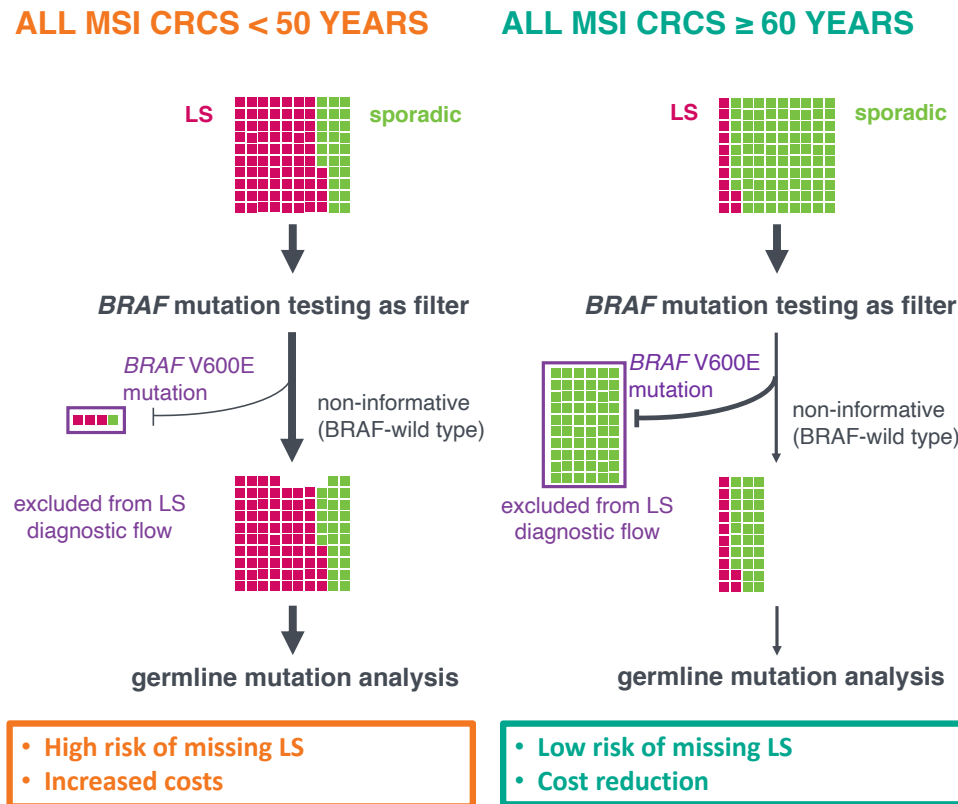 ALL MSI CRCS < 50 YEARS
LS
sporadic
BRAF mutation testing as filter
BRAF V600E
mutation
non-informative
(BRAF-wild type)
excluded from LS
diagnostic flow
germline mutation analysis
• High risk of missing LS
• Increased costs
ALL MSI CRCS ≥ 60 YEARS
LS
sporadic
BRAF mutation testing as filter
BRAF V600E
mutation
non-informative
(BRAF-wild type)
excluded from LS
diagnostic flow
germline mutation analysis
• Low risk of missing LS
• Cost reduction